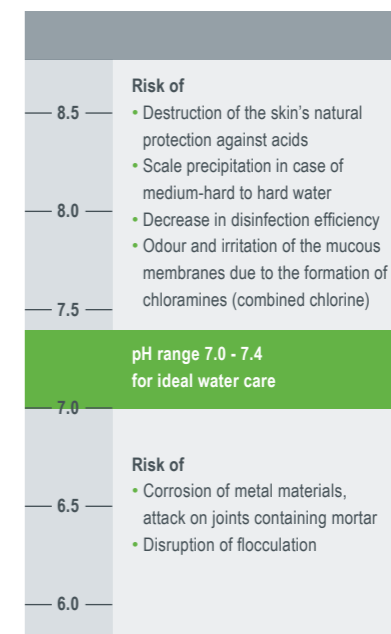 Risk of
8.5
• Destruction of the skin's natural
protection against acids
• Scale precipitation in case of
medium-hard to hard water
8.0
• Decrease in disinfection efficiency
• Odour and irritation of the mucous
membranes due to the formation of
chloramines (combined chlorine)
7.5
pH range 7.0 - 7.4
for ideal water care
7.0
Risk of
• Corrosion of metal materials,
6.5
attack on joints containing mortar
• Disruption of flocculation
6.0